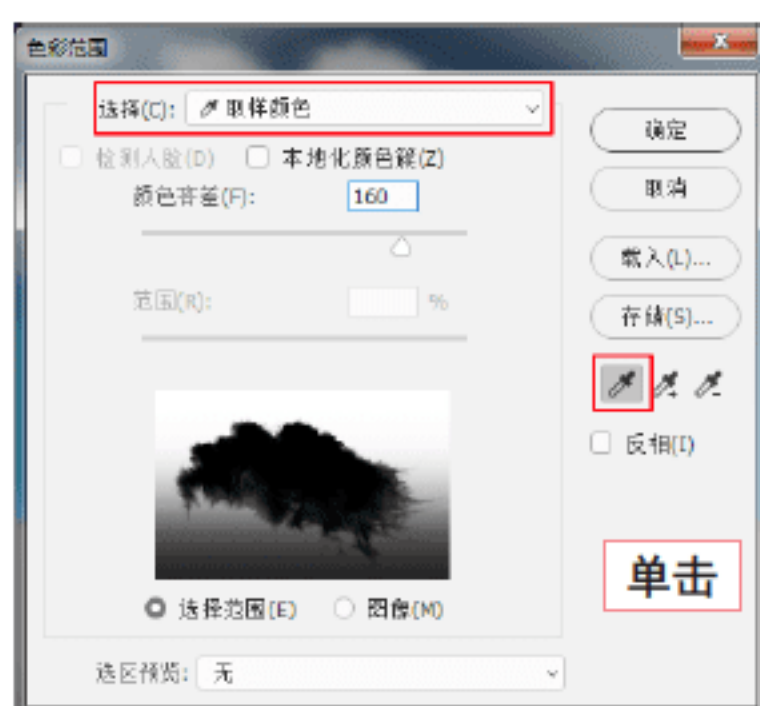 色彩范围
选择(C): 取样颜色
检测人脸(D) 本地化颜色簇(Z)
颜色容差(F): 160
范围(R): %
选择范围(E) 图像(M)
选区预览: 无
确定
取消
载入(L)...
存储(S)...
反相(I)
单击